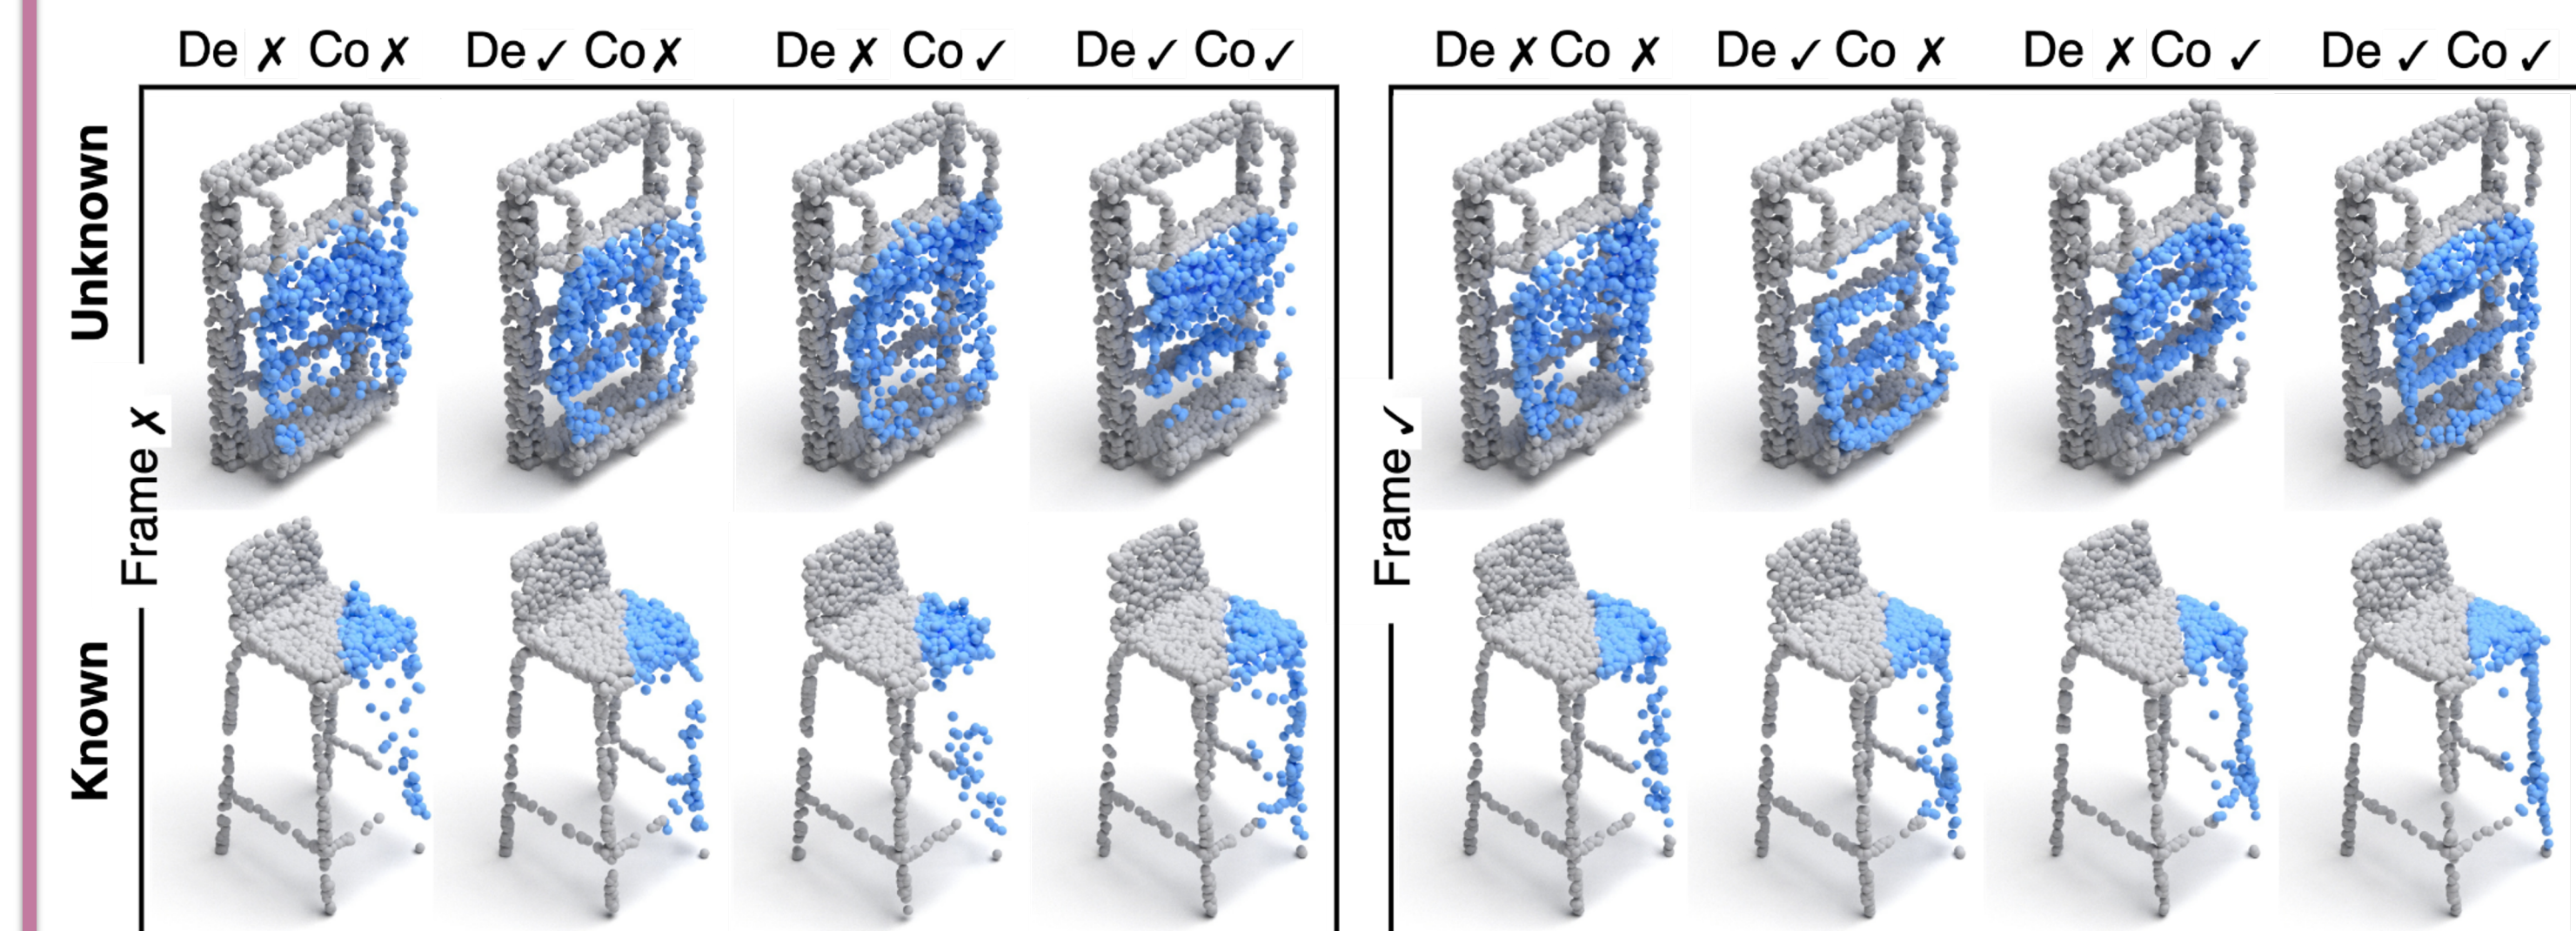 De ✗ Co ✗ De ✓ Co ✗ De ✗ Co ✓ De ✓ Co ✓ De ✗ Co ✗ De ✓ Co ✗ De ✗ Co ✓ De ✓ Co ✓
Unknown
Frame ✗
Frame ✓
Known